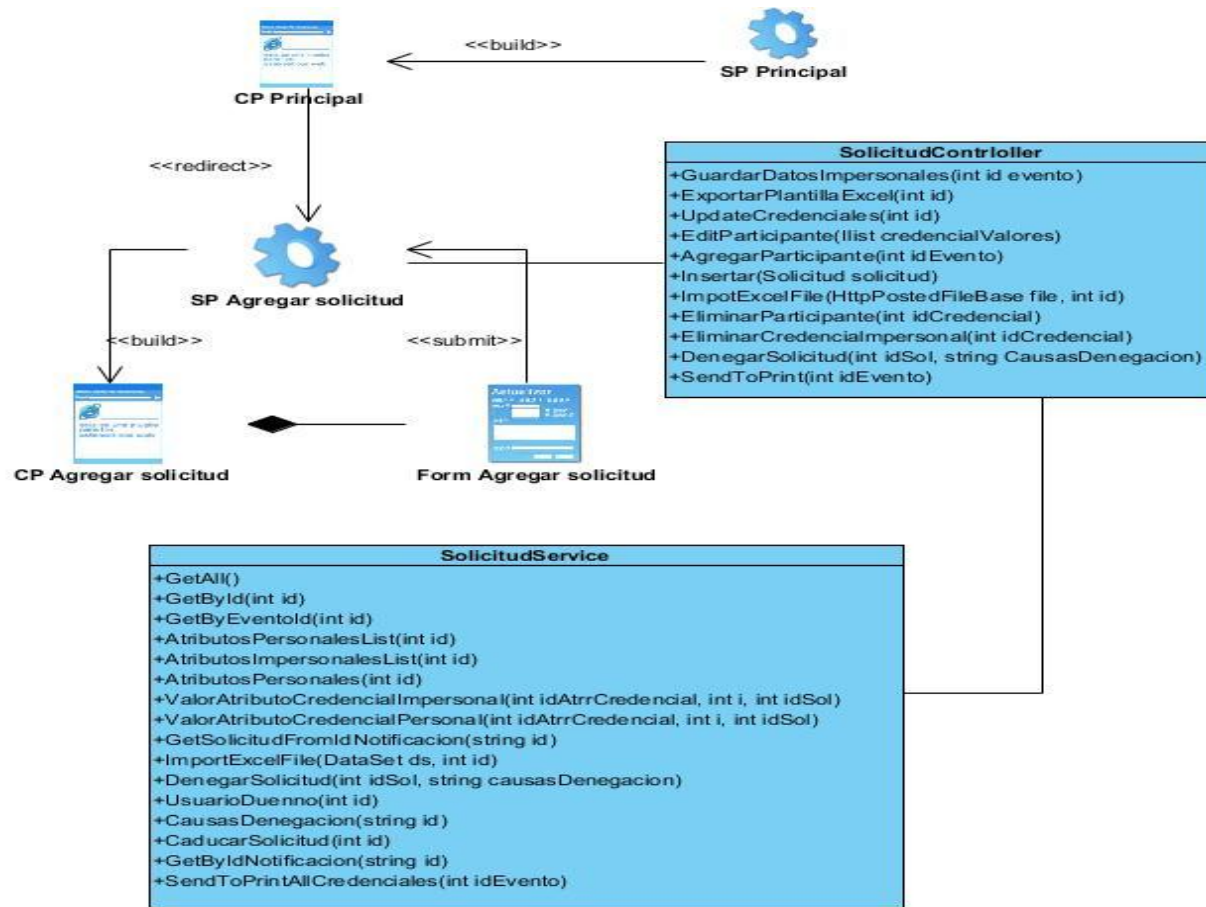 <<build>>
SP Principal
CP Principal
<<redirect>>
SolicitudContrloller
+GuardarDatosImpersonales(int id evento)
+ExportarPlantillaExcel(int id)
+UpdateCredenciales(int id)
+EditParticipante(Ilist credencialValores)
+AgregarParticipante(int idEvento)
+Insertar(Solicitud solicitud)
+ImpotExcelFile(HttpPostedFileBase file, int id)
+EliminarParticipante(int idCredencial)
+EliminarCredenciaImpersonal(int idCredencial)
+DenegarSolicitud(int idSol, string CausasDenegacion)
+SendToPrint(int idEvento)
SP Agregar solicitud
<<build>>
<<submit>>
Actualizar
CP Agregar solicitud
Form Agregar solicitud
SolicitudService
+GetAll()
+GetById(int id)
+GetByEventoId(int id)
+AtributosPersonalesList(int id)
+AtributosImpersonalesList(int id)
+AtributosPersonales(int id)
+ValorAtributoCredencialImpersonal(int idAtrrCredencial, int i, int idSol)
+ValorAtributoCredencialPersonal(int idAtrrCredencial, int i, int idSol)
+GetSolicitudFromIdNotificacion(string id)
+ImportExcelFile(DataSet ds, int id)
+DenegarSolicitud(int idSol, string causasDenegacion)
+UsuarioDuenno(int id)
+CausasDenegacion(string id)
+CaducarSolicitud(int id)
+GetByIdNotificacion(string id)
+SendToPrintAllCredenciales(int idEvento)